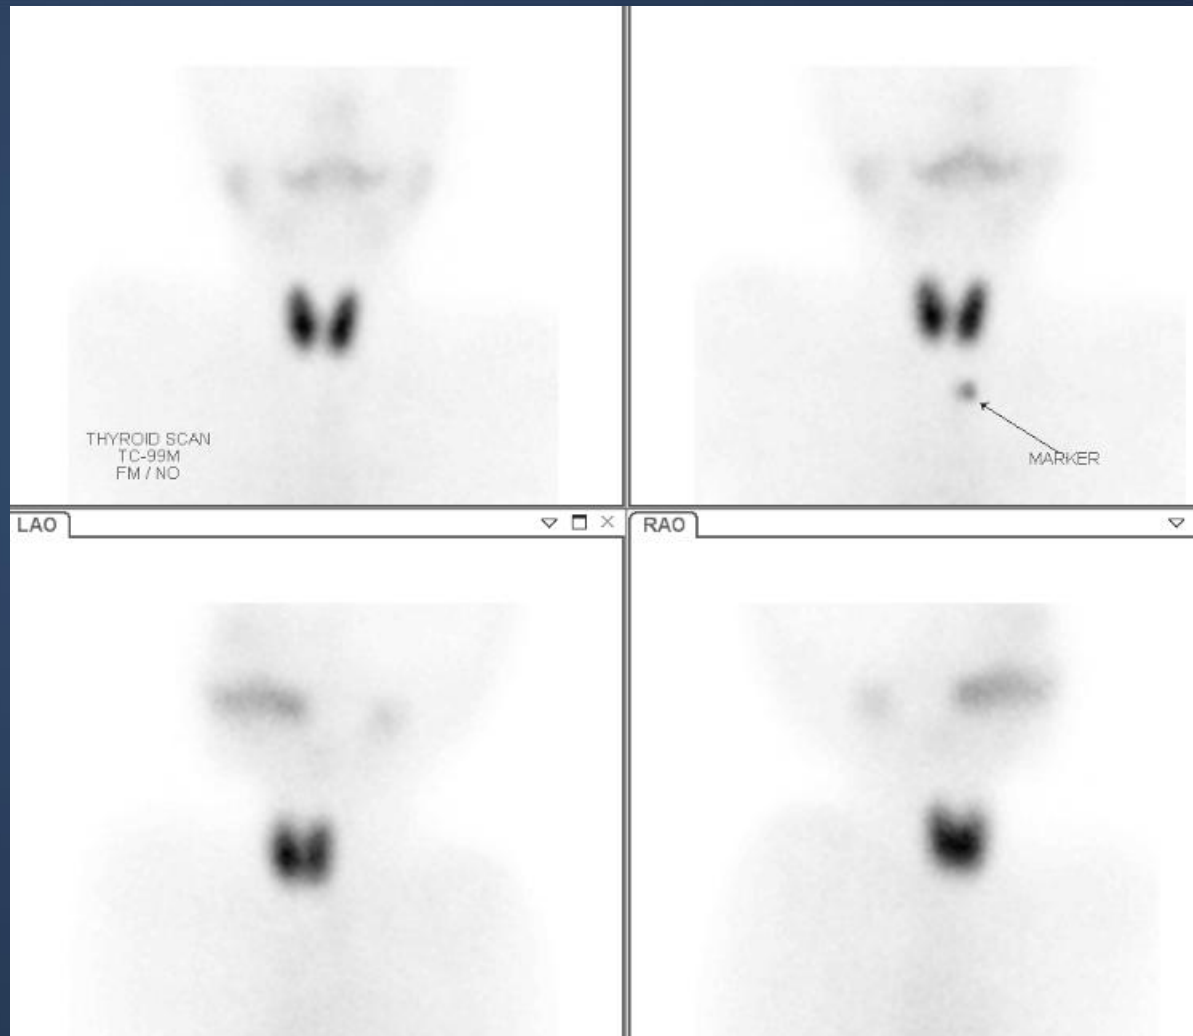 THYROID SCAN
TC-99M
FM / NO
MARKER
LAO
RAO